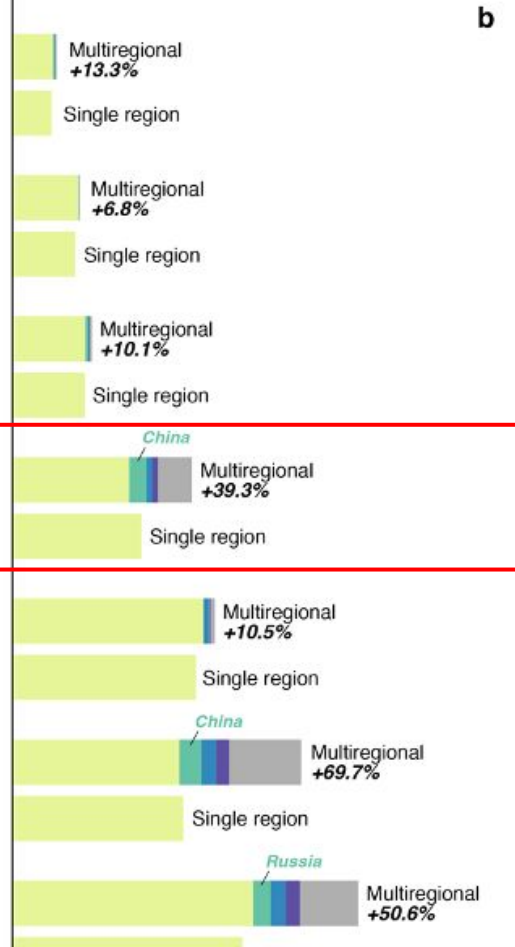 b
Multiregional
+13.3%
Single region
Multiregional
+6.8%
Single region
Multiregional
+10.1%
Single region
China
Multiregional
+39.3%
Single region
Multiregional
+10.5%
Single region
China
Multiregional
+69.7%
Single region
Russia
Multiregional
+50.6%